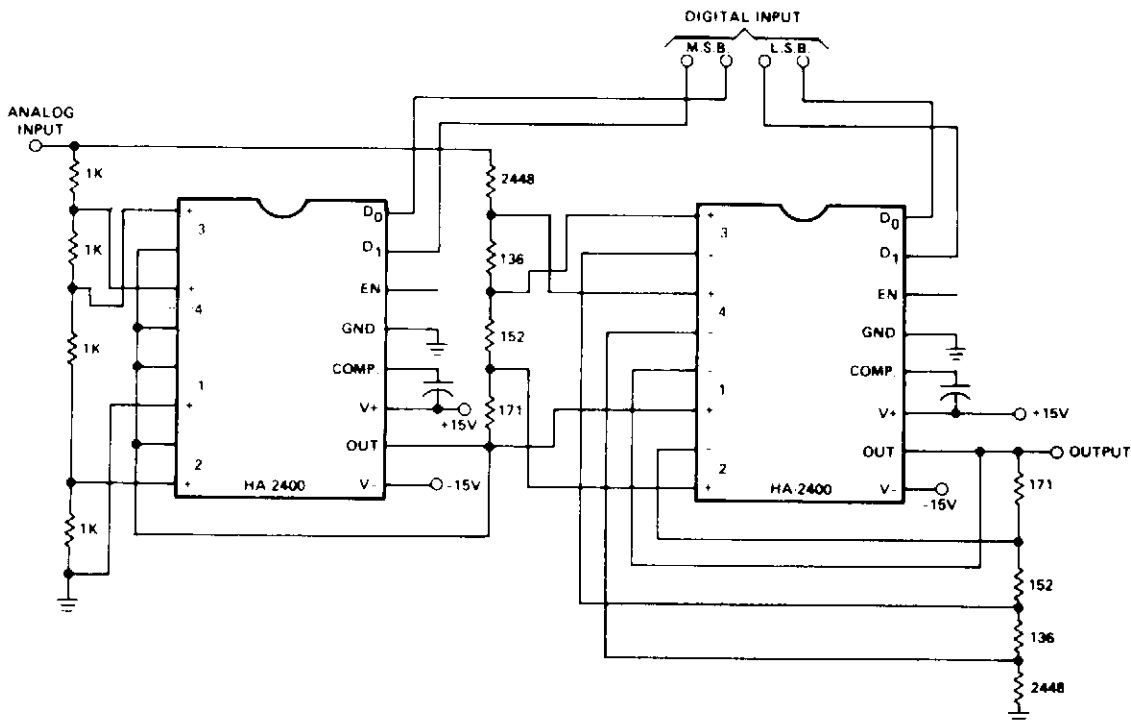 DIGITAL INPUT
M.S.B. L.S.B.
ANALOG
INPUT
1K
1K
1K
1K
+
3
-
+
4
-
-
1
+
-
2
+
D0
D1
EN
GND
COMP.
V+
+15V
OUT
V-
-15V
HA 2400
2448
136
152
171
+
3
-
+
4
-
-
1
+
-
2
+
D0
D1
EN
GND
COMP
V+
+15V
OUT
OUTPUT
V-
-15V
HA-2400
171
152
136
2448